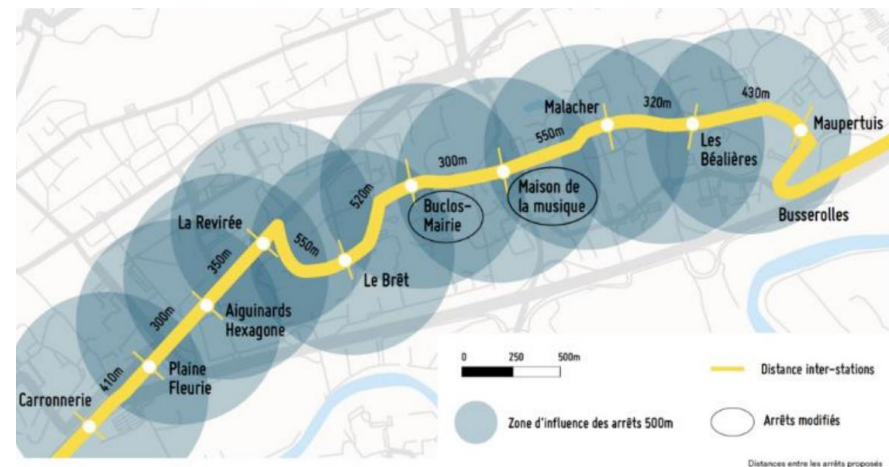 430m
320m
Malacher
Maupertuis
550m
Les
Béalières
300m
Maison de
la musique
Buclos-
Mairie
Busserolles
520m
La Revirée
550m
Le Brêt
350m
Aiguinards
Hexagone
300m
Plaine
Fleurie
410m
Carronnerie
0 250 500m
Distance inter-stations
Zone d'influence des arrêts 500m
Arrêts modifiés
Distances entre les arrêts proposés